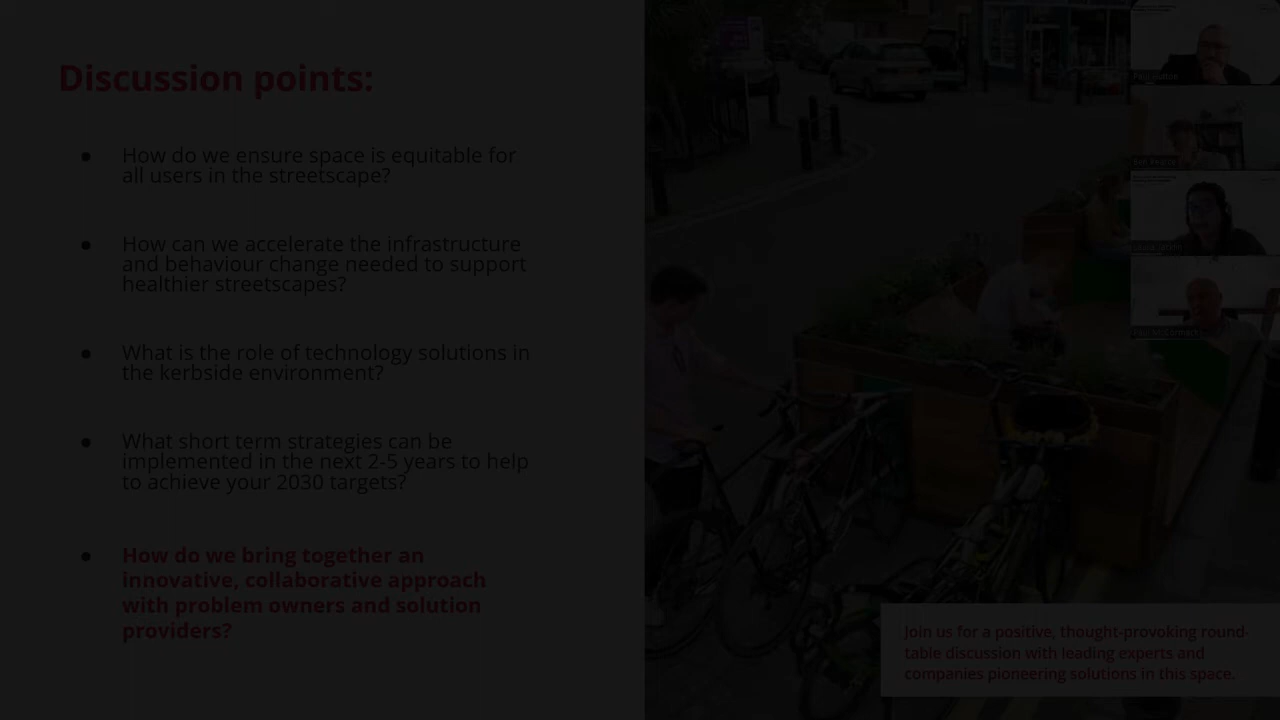 Discussion points:
How do we ensure space is equitable for
all users in the streetscape?
How can we accelerate the infrastructure
and behaviour change needed to support
healthier streetscapes?
What is the role of technology solutions in
the kerbside environment?
What short term strategies can be
implemented in the next 2-5 years to help
to achieve your 2030 targets?
How do we bring together an
innovative, collaborative approach
with problem owners and solution
providers?
Join us for a positive, thought-provoking round-
table discussion with leading experts and
companies pioneering solutions in this space.
Paul Hutton
Paul McCormack